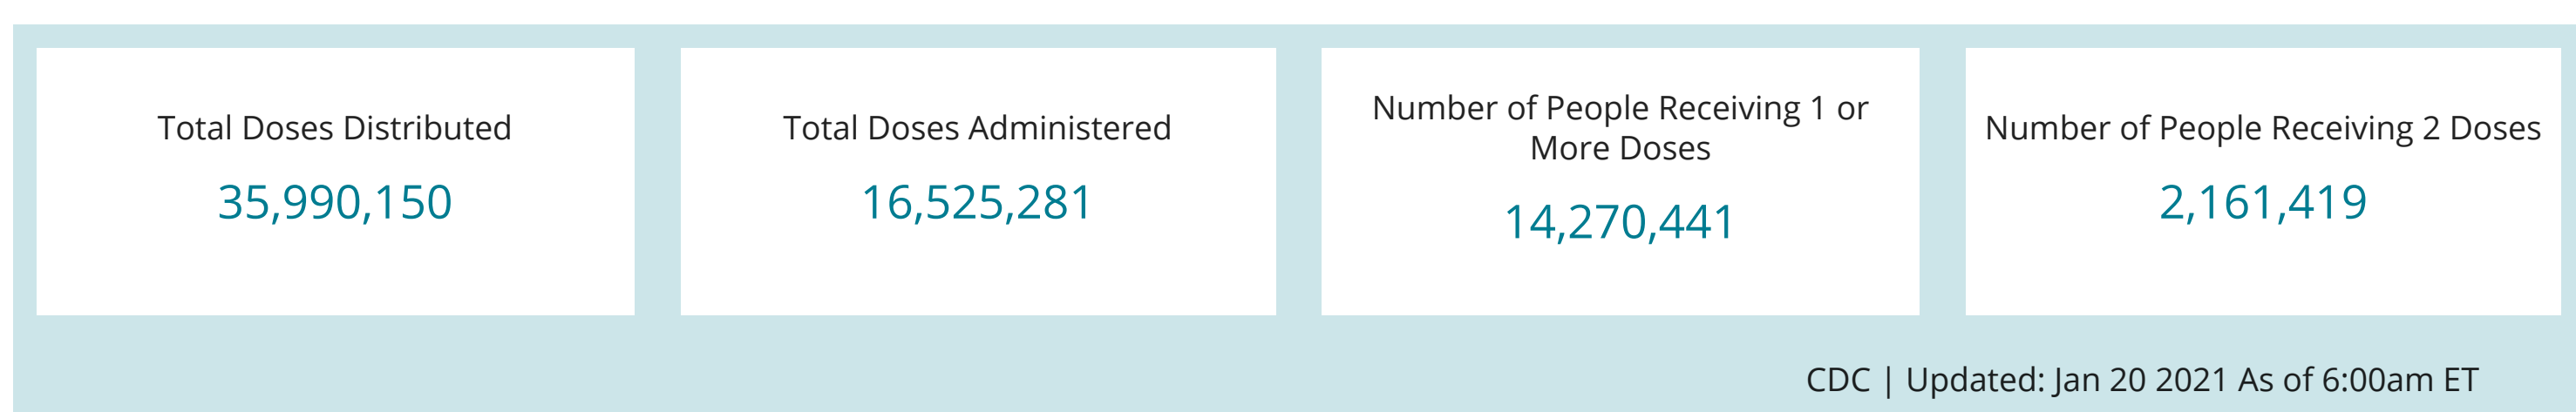 Total Doses Distributed
35,990,150
Total Doses Administered
16,525,281
Number of People Receiving 1 or
More Doses
14,270,441
Number of People Receiving 2 Doses
2,161,419
CDC | Updated: Jan 20 2021 As of 6:00am ET